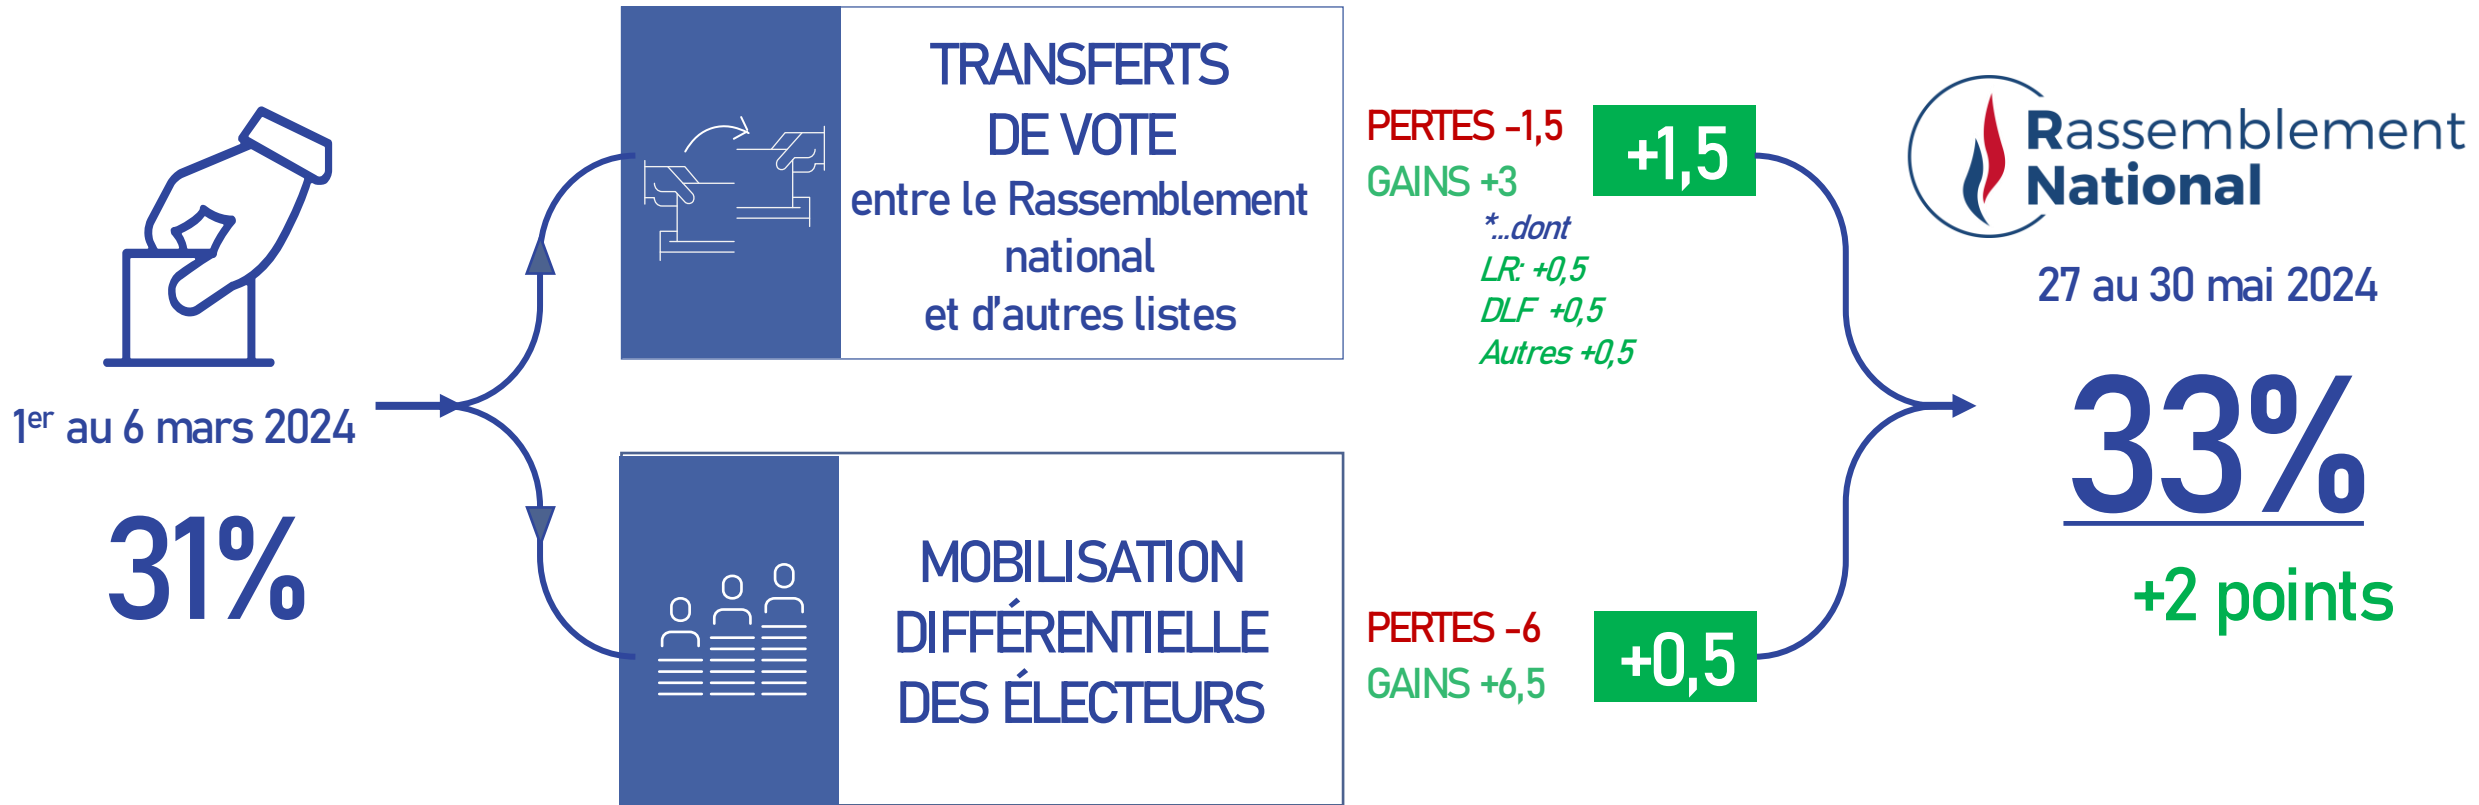 1er au 6 mars 2024
31%
TRANSFERTS
DE VOTE
entre le Rassemblement
national
et d'autres listes
PERTES -1,5
GAINS +3
+1,5
*...dont
LR: +0,5
DLF +0,5
Autres +0,5
MOBILISATION
DIFFÉRENTIELLE
DES ÉLECTEURS
PERTES -6
GAINS +6,5
+0,5
Rassemblement
National
27 au 30 mai 2024
33%
+2 points